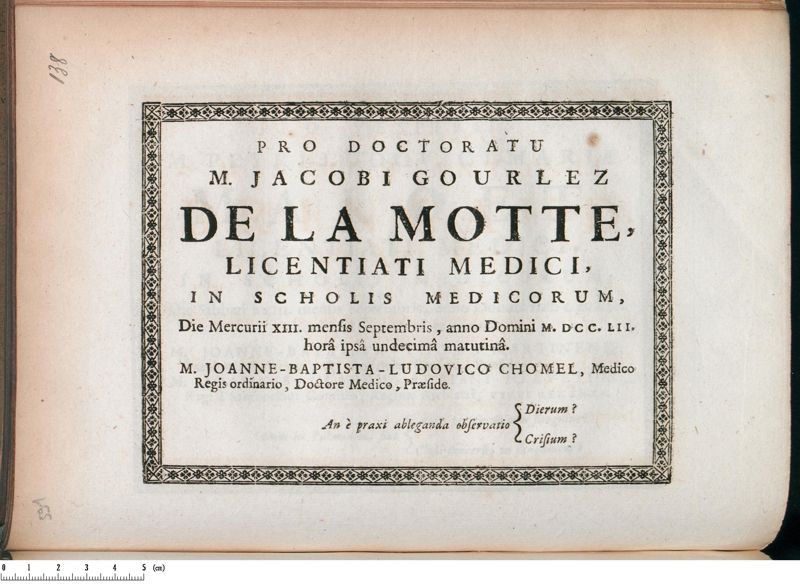 138
PRO DOCTORATU
M. JACOBI GOURLEZ
DE LA MOTTE,
LICENTIATI MEDICI,
IN SCHOLIS MEDICORUM,
Die Mercurii XIII. menſis Septembris, anno Domini M. DCC. LII.
horâ ipsâ undecimâ matutinâ.
M. JOANNE-BAPTISTA-LUDOVICO CHOMEL, Medico
Regis ordinario, Doctore Medico, Præſide.
An è praxi ableganda obſervatio { Dierum ?
Criſium ?
0 1 2 3 4 5 (cm)